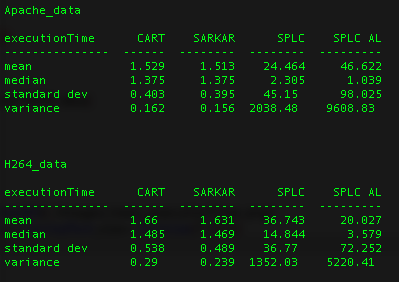 Apache_data
executionTime CART SARKAR SPLC SPLC AL
--------------- ------ ------- -------- ---------
mean 1.529 1.513 24.464 46.622
median 1.375 1.375 2.305 1.039
standard dev 0.403 0.395 45.15 98.025
variance 0.162 0.156 2038.48 9608.83
H264_data
executionTime CART SARKAR SPLC SPLC AL
--------------- ------ ------- -------- ---------
mean 1.66 1.631 36.743 20.027
median 1.485 1.469 14.844 3.579
standard dev 0.538 0.489 36.77 72.252
variance 0.29 0.239 1352.03 5220.41